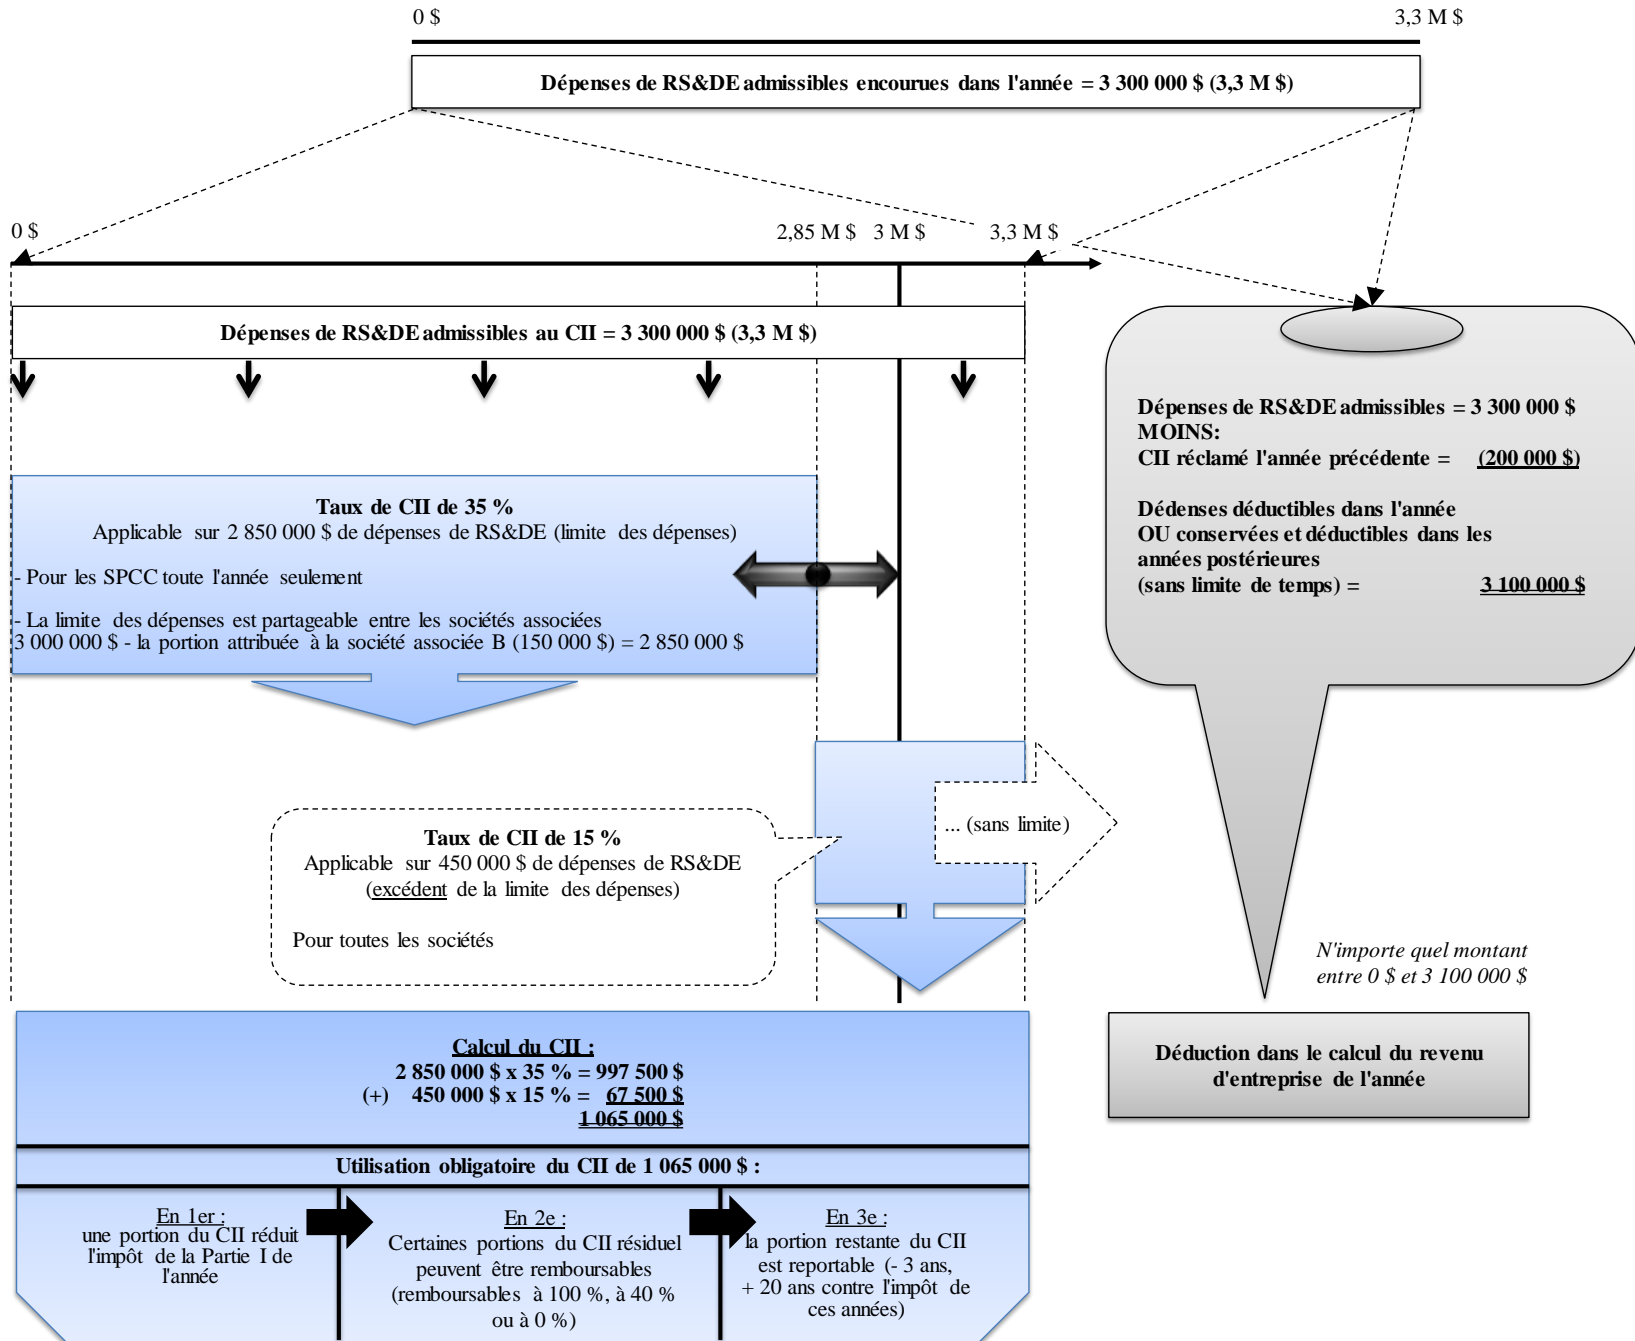 0 $
3,3 M $
Dépenses de RS&DE admissibles encourues dans l'année = 3 300 000 $ (3,3 M $)
0 $
2,85 M $
3 M $
3,3 M $
Dépenses de RS&DE admissibles au CII = 3 300 000 $ (3,3 M $)
Dépenses de RS&DE admissibles = 3 300 000 $
MOINS:
CII réclamé l'année précédente = (200 000 $)
Dédenses déductibles dans l'année
OU conservées et déductibles dans les
années postérieures
(sans limite de temps) = 3 100 000 $
Taux de CII de 35 %
Applicable sur 2 850 000 $ de dépenses de RS&DE (limite des dépenses)
- Pour les SPCC toute l'année seulement
- La limite des dépenses est partageable entre les sociétés associées
3 000 000 $ - la portion attribuée à la société associée B (150 000 $) = 2 850 000 $
... (sans limite)
Taux de CII de 15 %
Applicable sur 450 000 $ de dépenses de RS&DE
(excédent de la limite des dépenses)
Pour toutes les sociétés
N'importe quel montant
entre 0 $ et 3 100 000 $
Déduction dans le calcul du revenu
d'entreprise de l'année
Calcul du CII :
2 850 000 $ x 35 % = 997 500 $
(+) 450 000 $ x 15 % = 67 500 $
1 065 000 $
Utilisation obligatoire du CII de 1 065 000 $ :
En 1er :
une portion du CII réduit
l'impôt de la Partie I de
l'année
En 2e :
Certaines portions du CII résiduel
peuvent être remboursables
(remboursables à 100 %, à 40 %
ou à 0 %)
En 3e :
la portion restante du CII
est reportable (- 3 ans,
+ 20 ans contre l'impôt de
ces années)